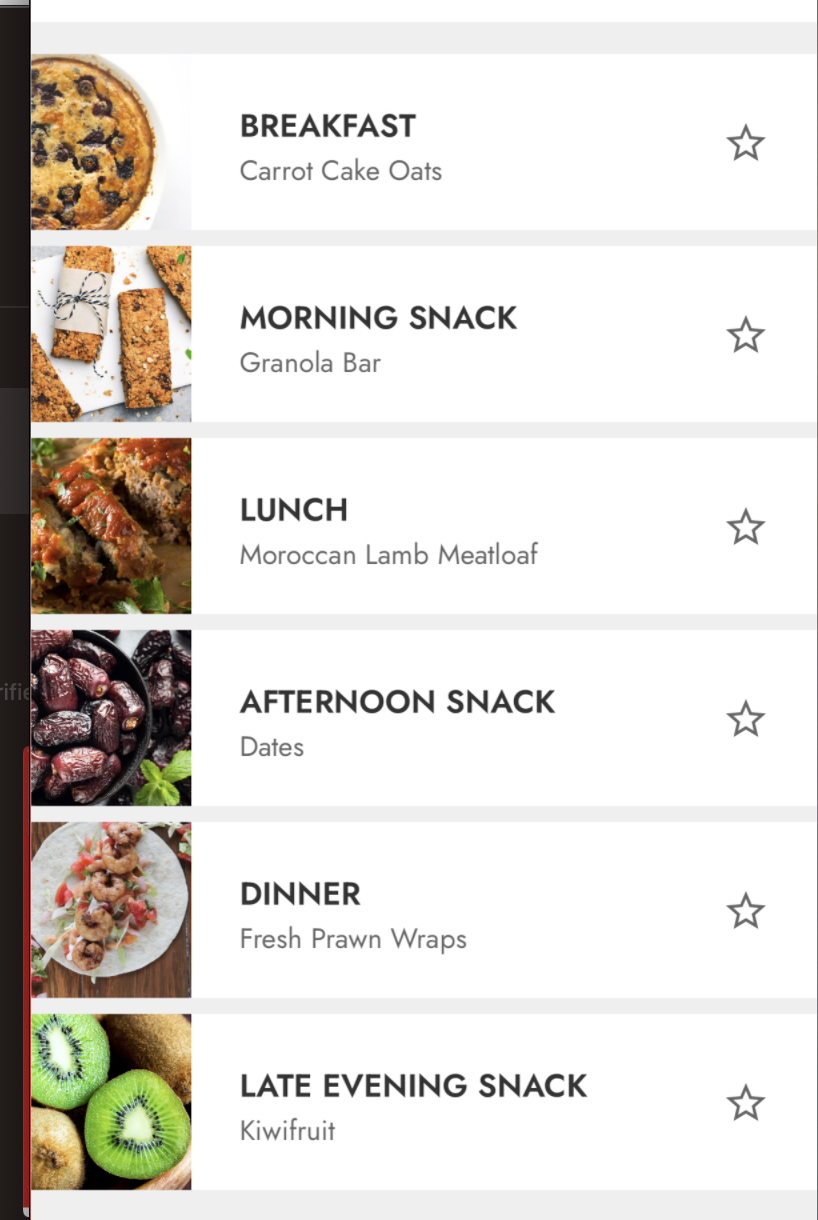 BREAKFAST
Carrot Cake Oats
MORNING SNACK
Granola Bar
LUNCH
Moroccan Lamb Meatloaf
AFTERNOON SNACK
Dates
DINNER
Fresh Prawn Wraps
LATE EVENING SNACK
Kiwifruit